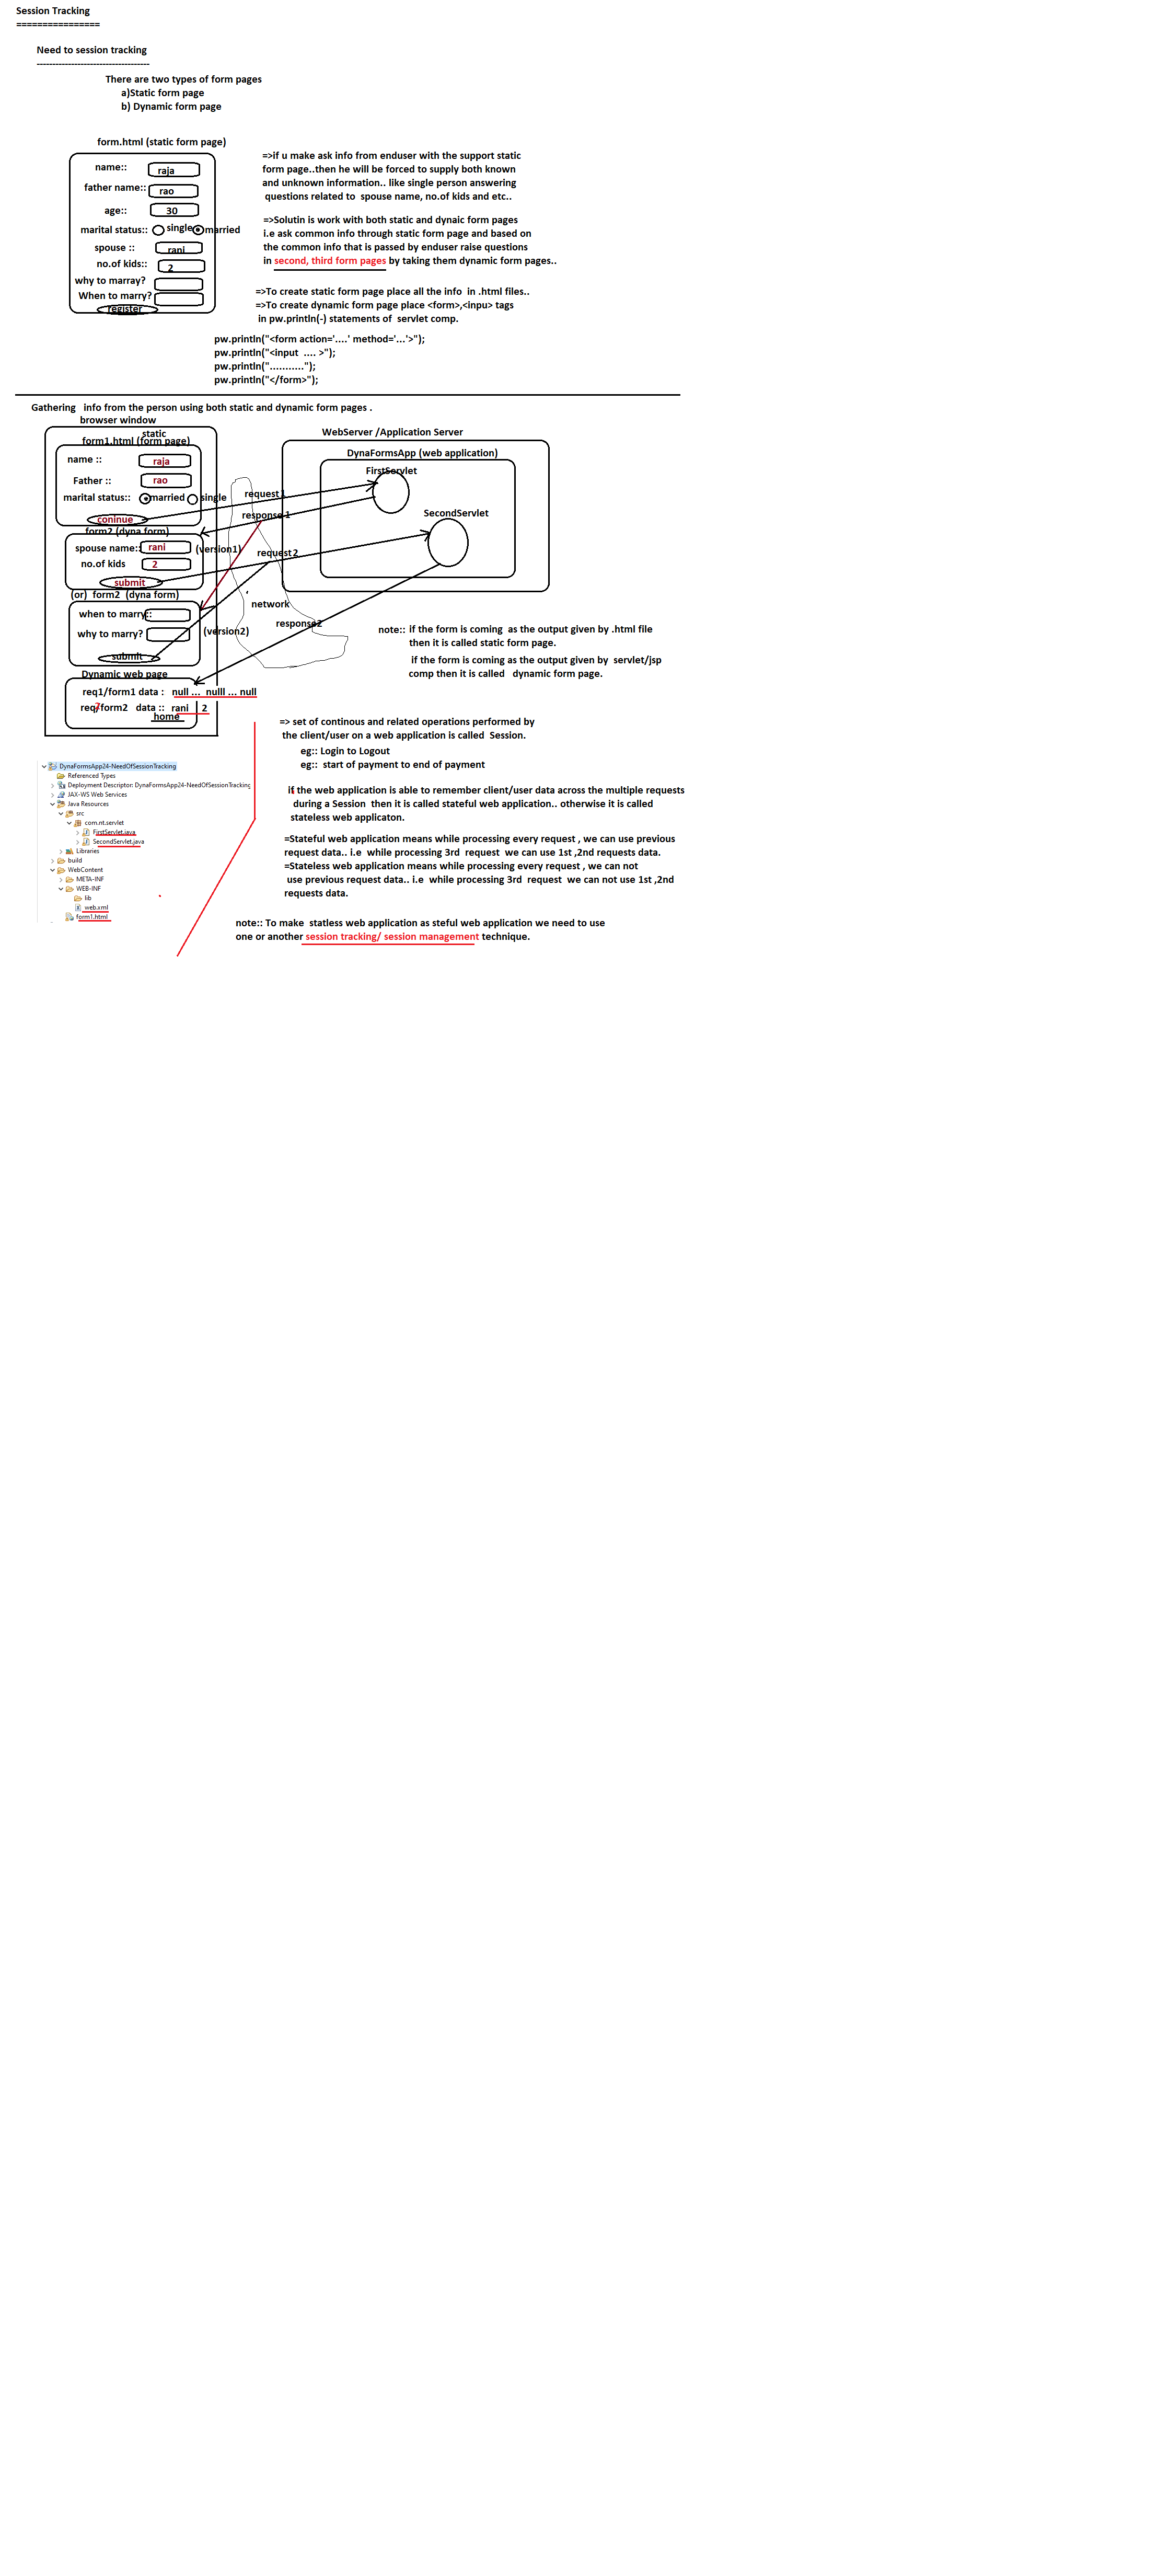 Session Tracking
================
Need to session tracking
------------------------------------
There are two types of form pages
a)Static form page
b) Dynamic form page
form.html (static form page)
name:: raja
father name:: rao
age:: 30
marital status:: single married
spouse :: rani
no.of kids:: 2
why to marray?
When to marry?
register
=>if u make ask info from enduser with the support static
form page..then he will be forced to supply both known
and unknown information.. like single person answering
questions related to spouse name, no.of kids and etc..
=>Solutin is work with both static and dynaic form pages
i.e ask common info through static form page and based on
the common info that is passed by enduser raise questions
in second, third form pages by taking them dynamic form pages..
=>To create static form page place all the info in .html files..
=>To create dynamic form page place <form>,<inpu> tags
in pw.println(-) statements of servlet comp.
pw.println("<form action='....' method='...'>");
pw.println("<input .... >");
pw.println("...........");
pw.println("</form>");
Gathering info from the person using both static and dynamic form pages .
browser window
static
form1.html (form page)
name :: raja
Father :: rao
marital status:: married single
coninue
form2 (dyna form)
spouse name:: rani
(version1)
no.of kids 2
submit
(or) form2 (dyna form)
when to marry::
why to marry?
(version2)
submit
Dynamic web page
req1/form1 data : null ... nulll ... null
req2/form2 data :: rani 2
home
request1
response 1
request2
network
response2
WebServer /Application Server
DynaFormsApp (web application)
FirstServlet
SecondServlet
note:: if the form is coming as the output given by .html file
then it is called static form page.
if the form is coming as the output given by servlet/jsp
comp then it is called dynamic form page.
=> set of continous and related operations performed by
the client/user on a web application is called Session.
eg:: Login to Logout
eg:: start of payment to end of payment
if the web application is able to remember client/user data across the multiple requests
during a Session then it is called stateful web application.. otherwise it is called
stateless web applicaton.
=Stateful web application means while processing every request , we can use previous
request data.. i.e while processing 3rd request we can use 1st ,2nd requests data.
=Stateless web application means while processing every request , we can not
use previous request data.. i.e while processing 3rd request we can not use 1st ,2nd
requests data.
note:: To make statless web application as steful web application we need to use
one or another session tracking/ session management technique.
DynaFormsApp24-NeedOfSessionTracking
Referenced Types
Deployment Descriptor: DynaFormsApp24-NeedOfSessionTracking
JAX-WS Web Services
Java Resources
src
com.nt.servlet
FirstServlet.java
SecondServlet.java
Libraries
build
WebContent
META-INF
WEB-INF
lib
web.xml
form1.html